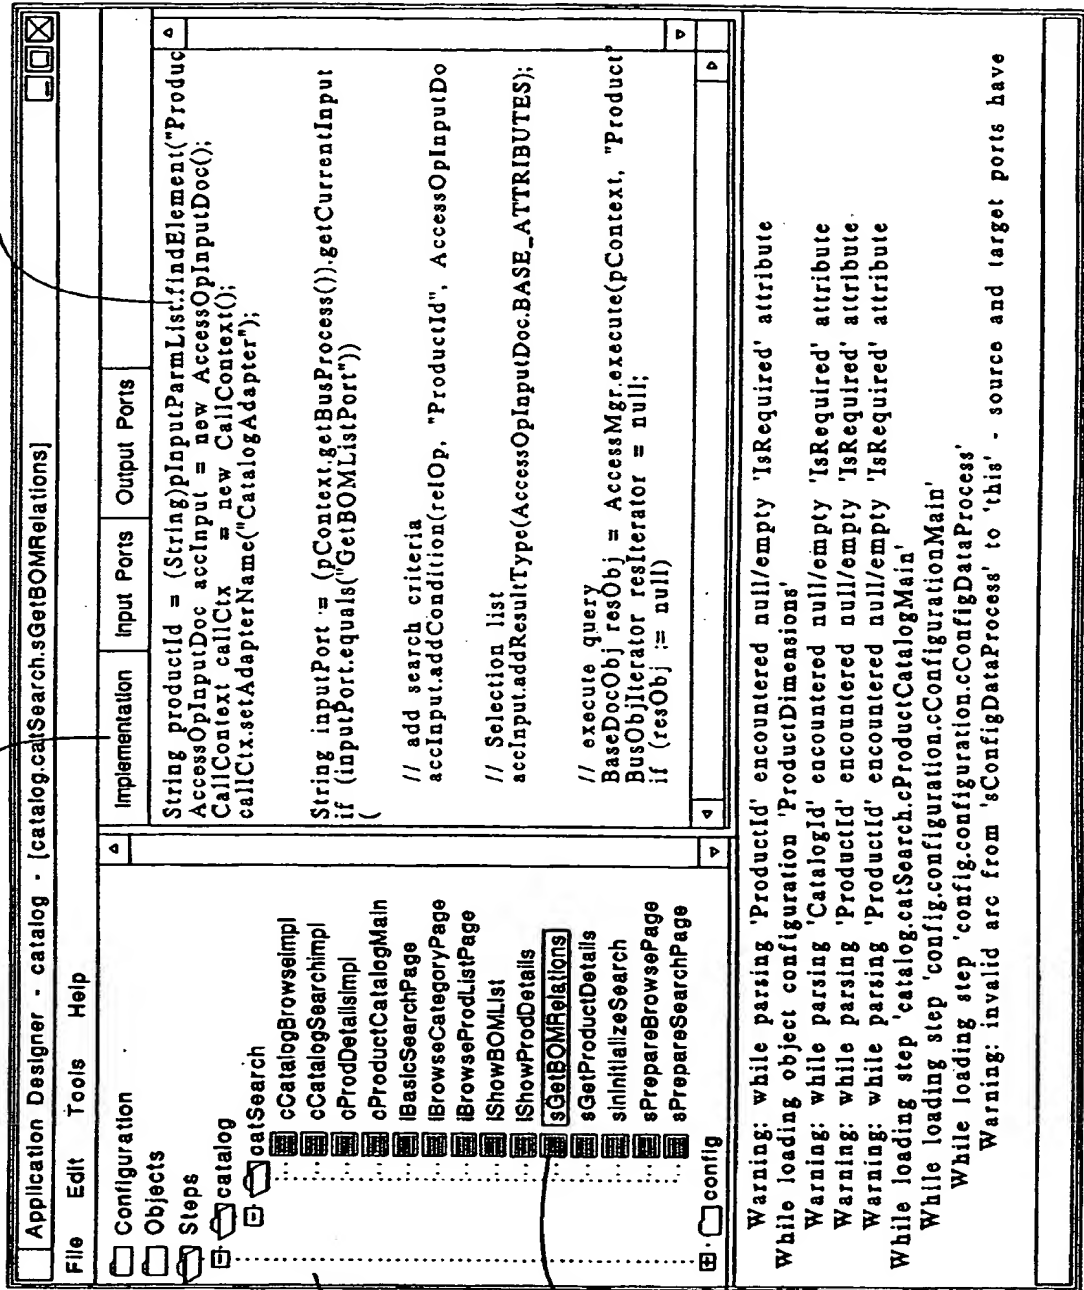 Application Designer - catalog - [catalog.catSearch.sGetBOMRelations]
File Edit Tools Help
Configuration
Objects
Steps
catalog
catSearch
cCatalogBrowseImpl
cCatalogSearchImpl
cProdDetailsImpl
cProductCatalogMain
iBasicSearchPage
iBrowseCategoryPage
iBrowseProdListPage
iShowBOMList
iShowProdDetails
sGetBOMRelations
sGetProductDetails
sInInitializeSearch
sPrepareBrowsePage
sPrepareSearchPage
config
Implementation Input Ports Output Ports
String productId = (String)pInputParmList.findElement("Produc
AccessOpInputDoc accInput = new AccessOpInputDoc();
CallContext callCtx = new CallContext();
callCtx.setAdapterName("CatalogAdapter");
String inputPort := (pContext.getBusProcess()).getCurrentInput
if (inputPort.equals("GetBOMListPort"))
(
// add search criteria
accInput.addCondition(relOp, "ProductId", AccessOpInputDo
// Selection list
accInput.addResultType(AccessOpInputDoc.BASE_ATTRIBUTES);
// execute query
BaseDocObj resObj = AccessMgr.execute(pContext, "Product"
BusObjIterator resIterator = null;
if (resObj := null)
Warning: while parsing 'ProductId' encountered null/empty 'IsRequired' attribute
While loading object configuration 'ProductDimensions'
Warning: while parsing 'CatalogId' encountered null/empty 'IsRequired' attribute
Warning: while parsing 'ProductId' encountered null/empty 'IsRequired' attribute
Warning: while parsing 'ProductId' encountered null/empty 'IsRequired' attribute
While loading step 'catalog.catSearch.cProductCatalogMain'
While loading step 'config.configuration.cConfigurationMain'
While loading step 'config.configuration.cConfigDataProcess'
Warning: invalid arc from 'sConfigDataProcess' to 'this' - source and target ports have